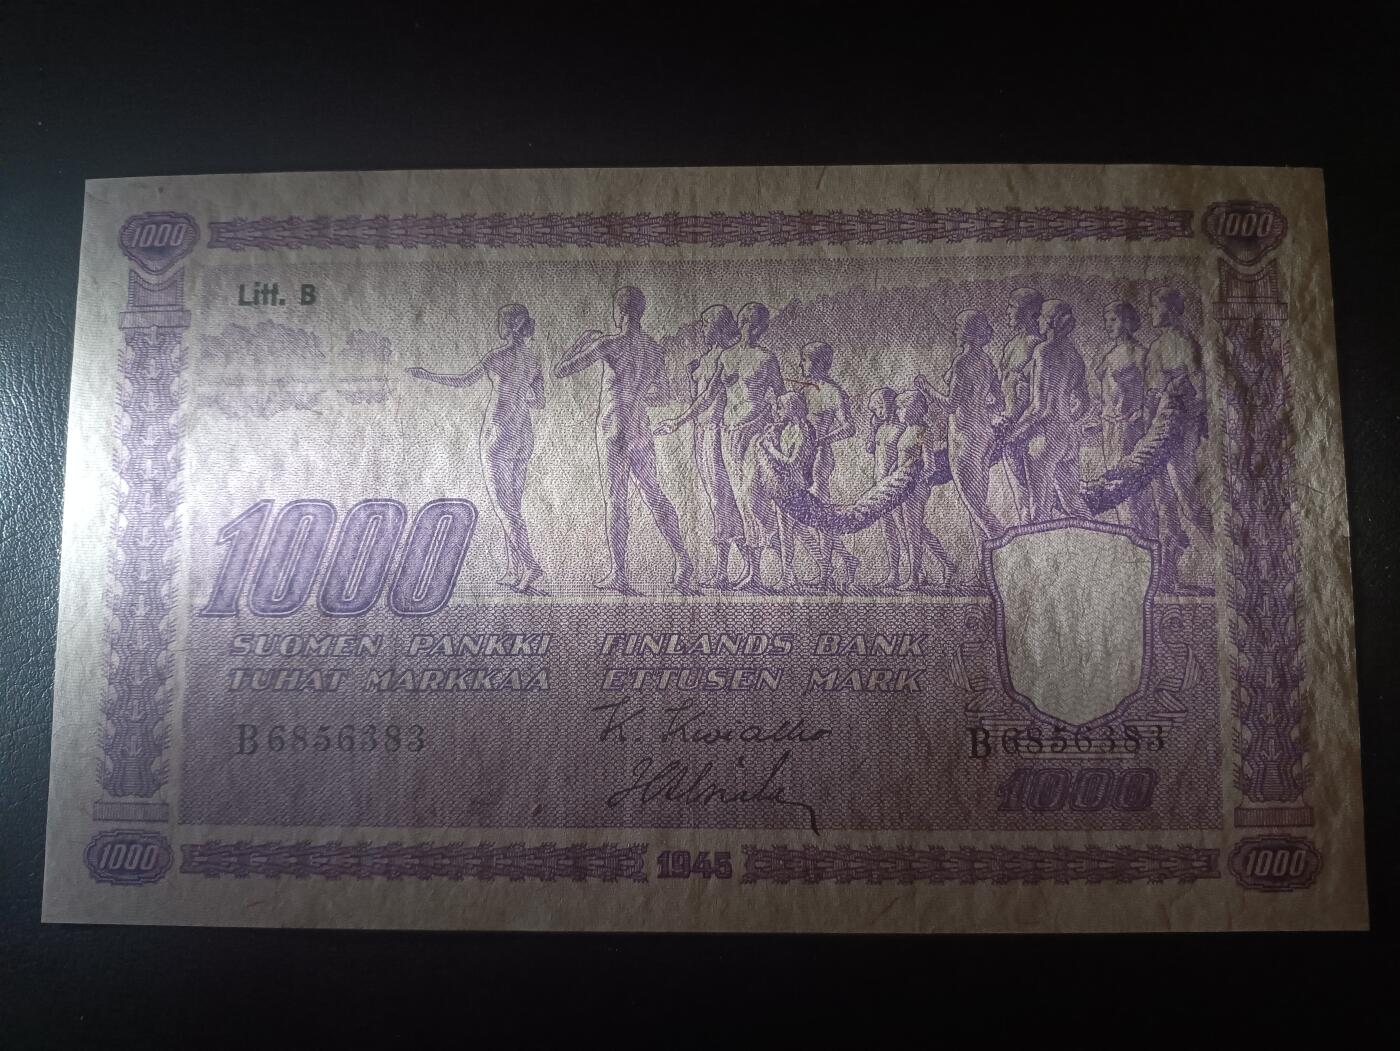 1000 1000
Litt. B
1000
SUOMEN PANKKI FINLANDS BANK
TUHAT MARKKAA ETTUSEN MARK
B6856383 B6856383
1000
1000 1945 1000